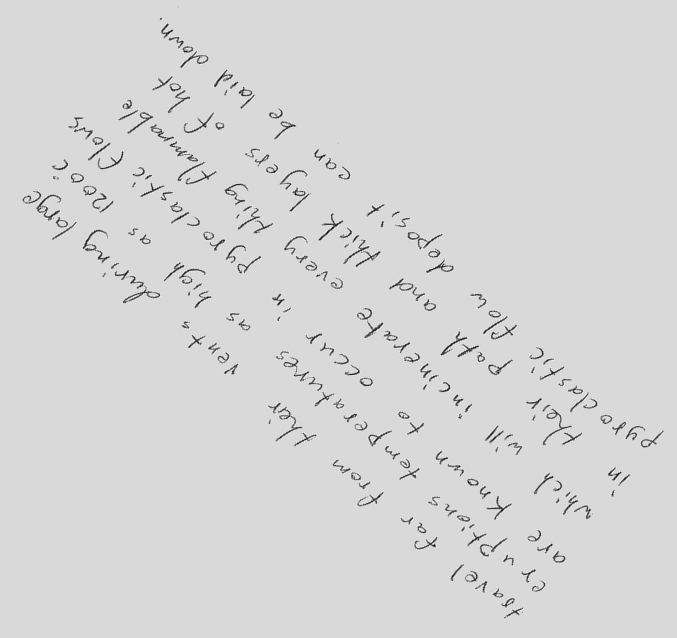 travel far from their vents during large
eruptions temperatures as high as 1200°c
are known to occur in pyroclastic flows
which will incinerate every thing flammable
in their path and thick layers of hot
pyroclastic flow deposit can be laid down.